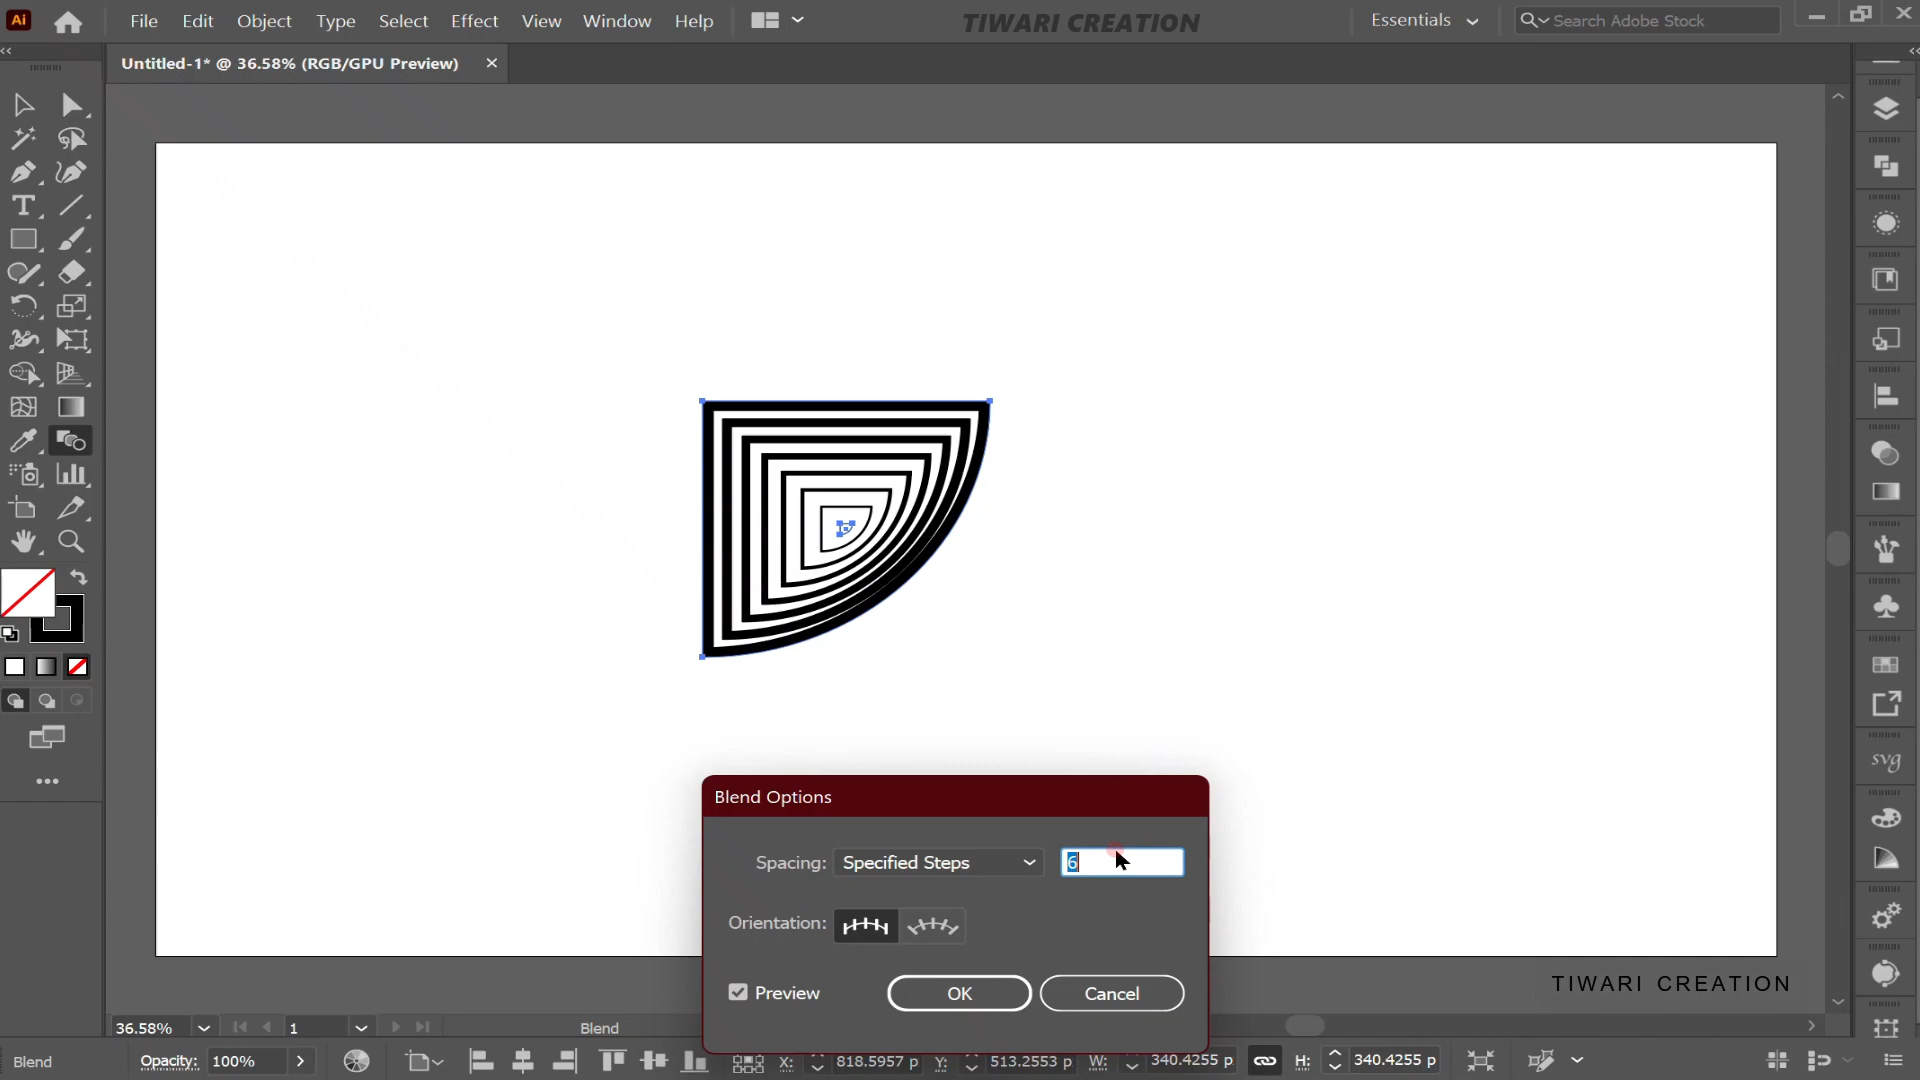 Ai File Edit Object Type Select Effect View Window Help TIWARI CREATION Essentials Search Adobe Stock
Untitled-1* @ 36.58% (RGB/GPU Preview)
T
Blend Options
Spacing: Specified Steps 6
Orientation:
Preview OK Cancel
svg
TIWARI CREATION
36.58% 1 Blend
Blend Opacity: 100% X: 818.5957 p Y: 513.2553 p W: 340.4255 p H: 340.4255 p